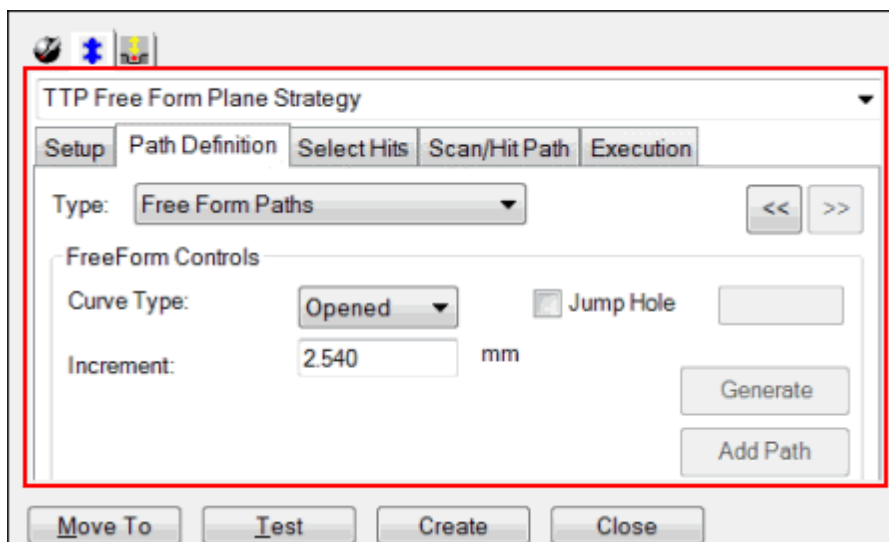 TTP Free Form Plane Strategy
Setup Path Definition Select Hits Scan/Hit Path Execution
Type: Free Form Paths << >>
FreeForm Controls
Curve Type: Opened Jump Hole
Increment: 2.540 mm
Generate
Add Path
Move To Test Create Close